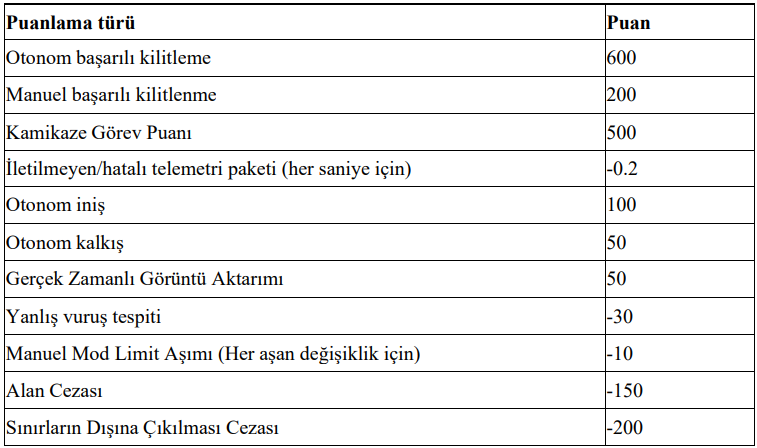 Puanlama türü Puan
Otonom başarılı kilitleme 600
Manuel başarılı kilitlenme 200
Kamikaze Görev Puanı 500
İletilmeyen/hatalı telemetri paketi (her saniye için) -0.2
Otonom iniş 100
Otonom kalkış 50
Gerçek Zamanlı Görüntü Aktarımı 50
Yanlış vuruş tespiti -30
Manuel Mod Limit Aşımı (Her aşan değişiklik için) -10
Alan Cezası -150
Sınırların Dışına Çıkılması Cezası -200